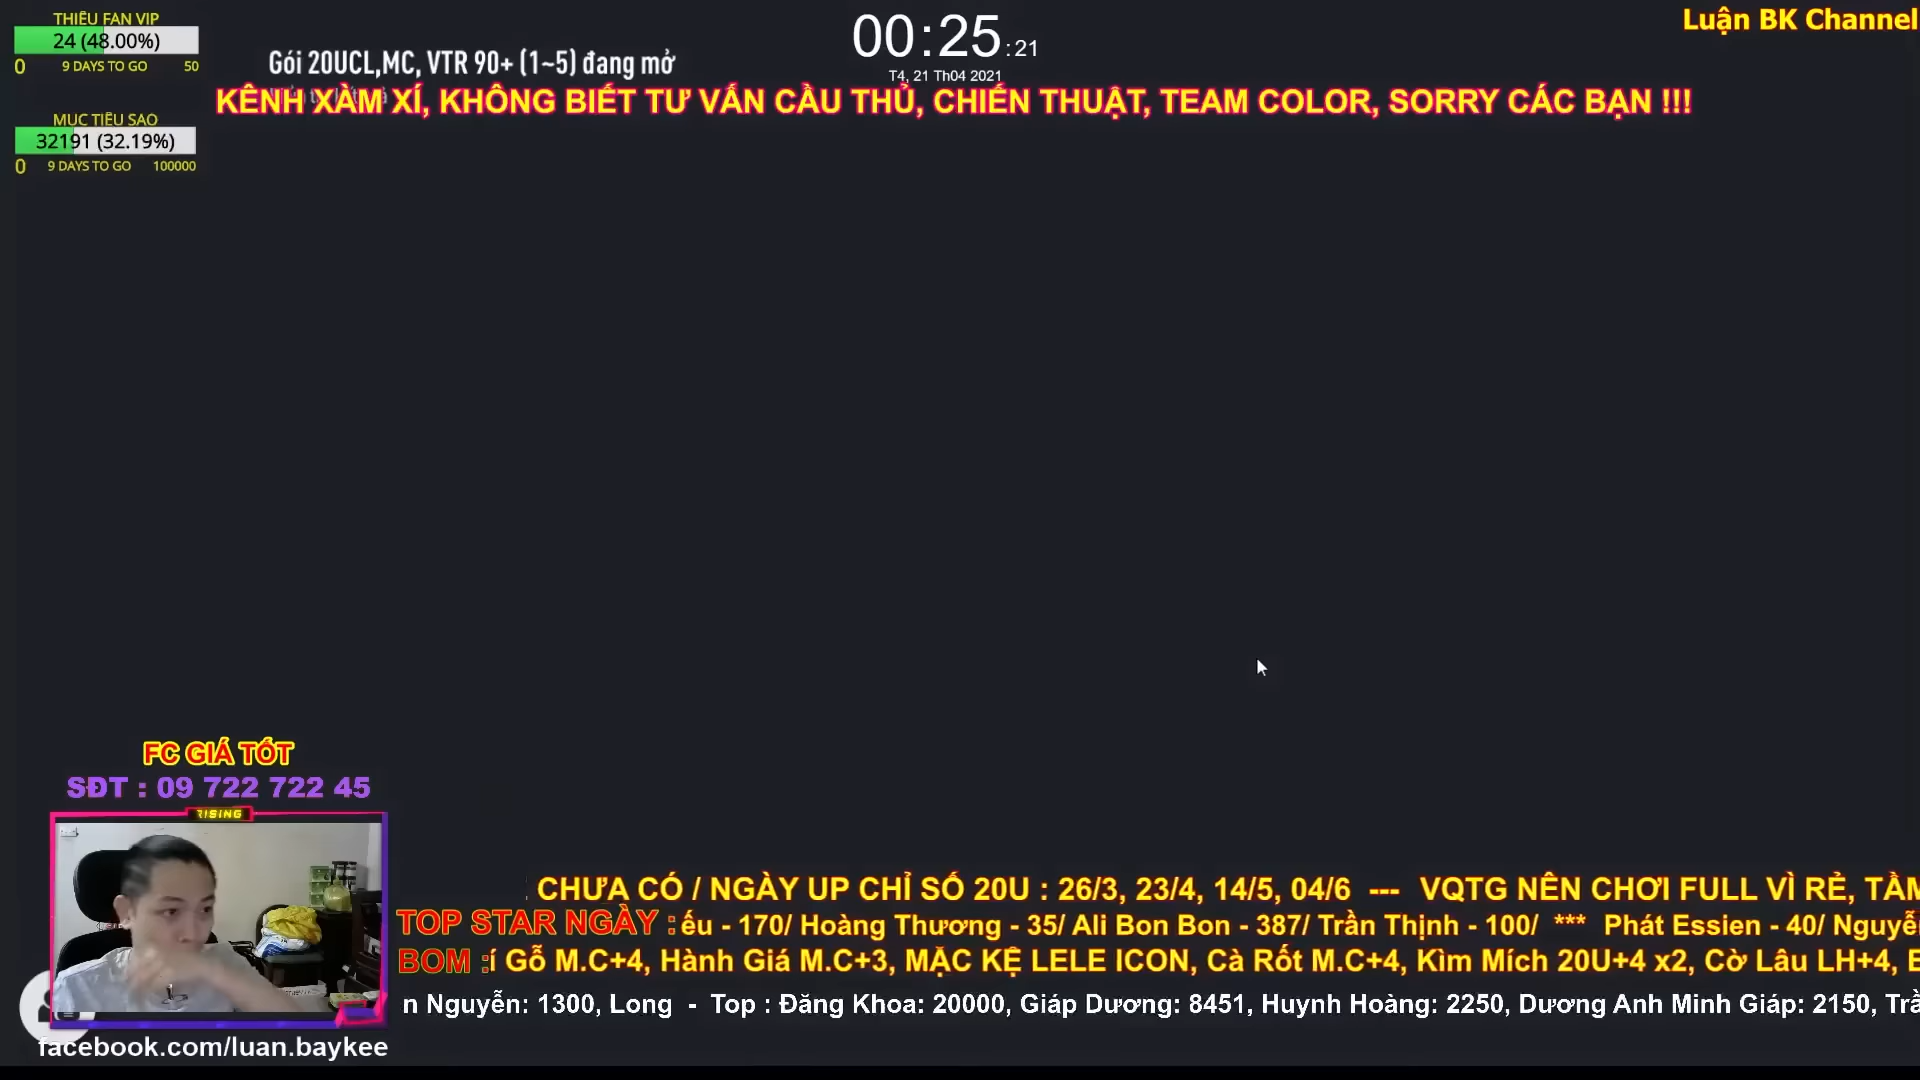 THIẾU FAN VIP
24 (48.00%)
0 9 DAYS TO GO 50
MỤC TIÊU SAO
32191 (32.19%)
0 9 DAYS TO GO 100000
Gói 20UCL,MC, VTR 90+ (1~5) đang mở
00:25:21
T4, 21 Th04 2021
Luận BK Channel
KÊNH XÀM XÍ, KHÔNG BIẾT TƯ VẤN CẦU THỦ, CHIẾN THUẬT, TEAM COLOR, SORRY CÁC BẠN !!!
FC GIÁ TỐT
SĐT : 09 722 722 45
RISING
CHƯA CÓ / NGÀY UP CHỈ SỐ 20U : 26/3, 23/4, 14/5, 04/6 --- VQTG NÊN CHƠI FULL VÌ RẺ, TẦM
TOP STAR NGÀY : ếu - 170/ Hoàng Thương - 35/ Ali Bon Bon - 387/ Trần Thịnh - 100/ *** Phát Essien - 40/ Nguyễ
BOM : í Gỗ M.C+4, Hành Giá M.C+3, MẶC KỆ LELE ICON, Cà Rốt M.C+4, Kìm Mích 20U+4 x2, Cờ Lâu LH+4, E
n Nguyễn: 1300, Long - Top : Đăng Khoa: 20000, Giáp Dương: 8451, Huynh Hoàng: 2250, Dương Anh Minh Giáp: 2150, Trầ
facebook.com/luan.baykee